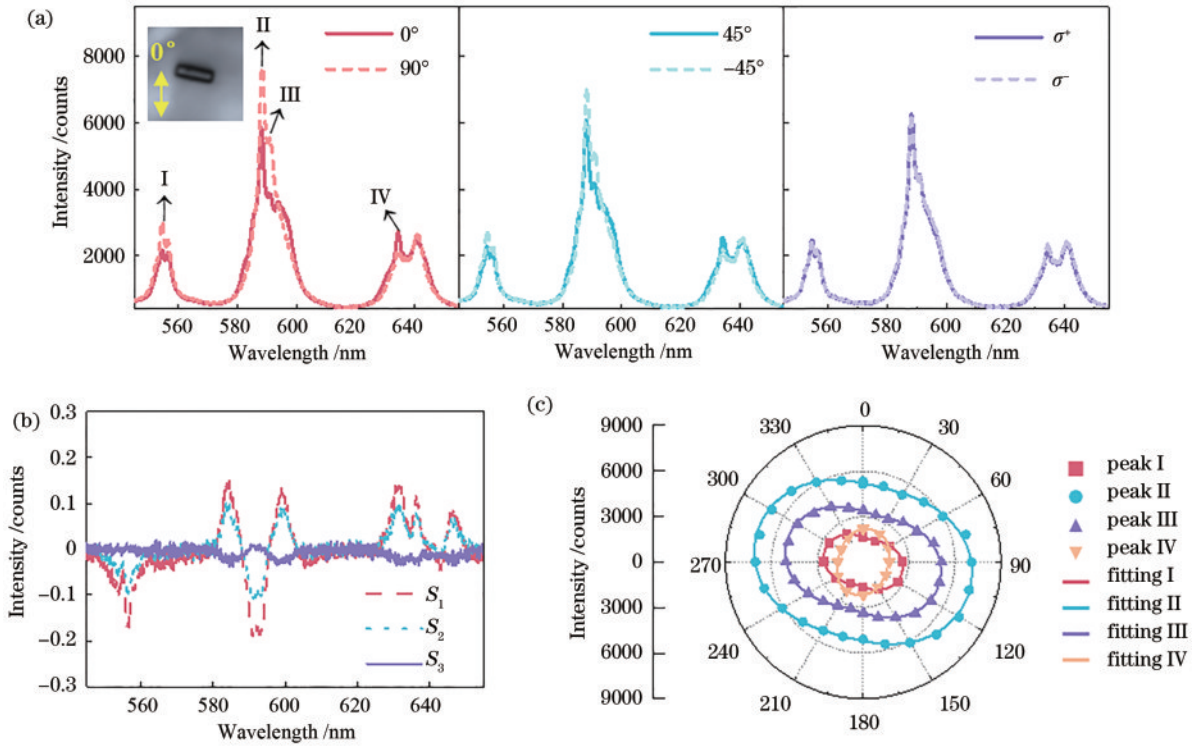 (a)
0°
I
II
III
IV
0°
90°
45°
−45°
σ⁺
σ⁻
8000
6000
4000
2000
Intensity /counts
560 580 600 620 640
560 580 600 620 640
560 580 600 620 640
Wavelength /nm
Wavelength /nm
Wavelength /nm
(b)
0.3
0.2
0.1
0
−0.1
−0.2
−0.3
Intensity /counts
S₁
S₂
S₃
560 580 600 620 640
Wavelength /nm
(c)
9000
6000
3000
0
3000
6000
9000
Intensity /counts
0
30
60
90
120
150
180
210
240
270
300
330
peak I
peak II
peak III
peak IV
fitting I
fitting II
fitting III
fitting IV